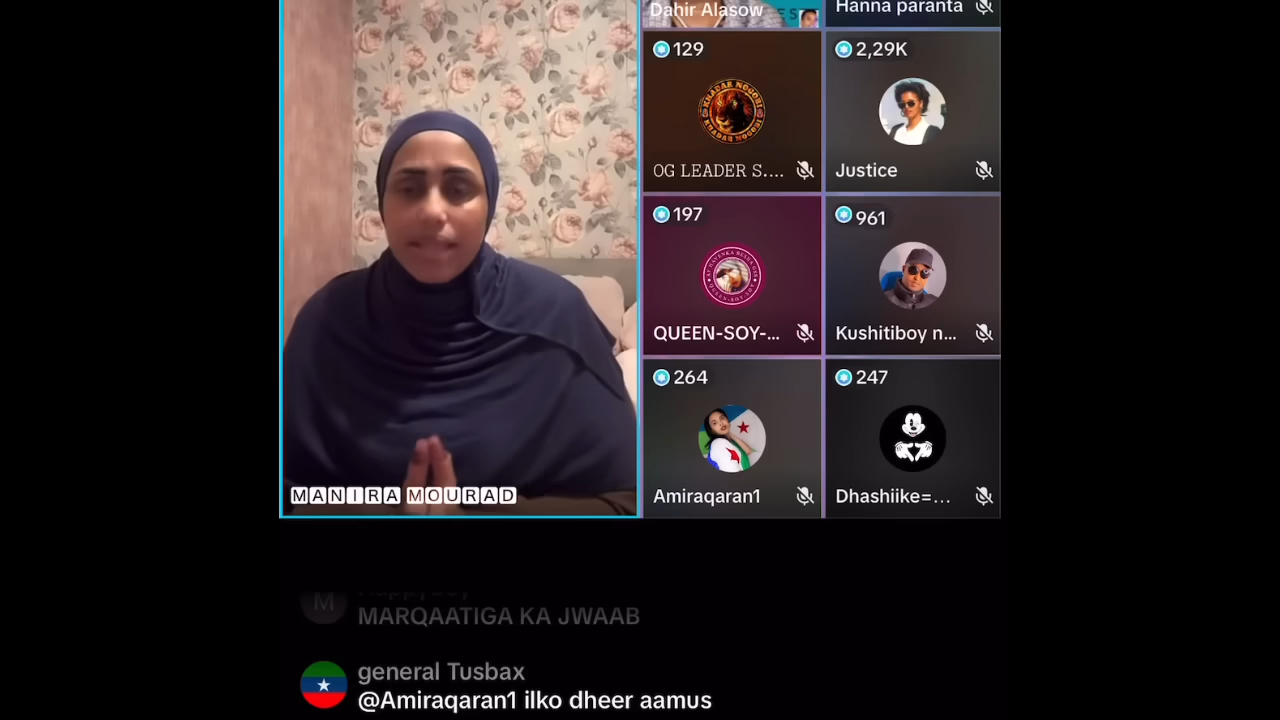 Dahir Alasow
Hanna paranta
129
2,29K
OG LEADER S....
Justice
197
961
QUEEN-SOY-...
Kushitiboy n...
264
247
MANIRA MOURAD
Amiraqaran1
Dhashiike=...
M
MARQAATIGA KA JWAAB
general Tusbax
@Amiraqaran1 ilko dheer aamus